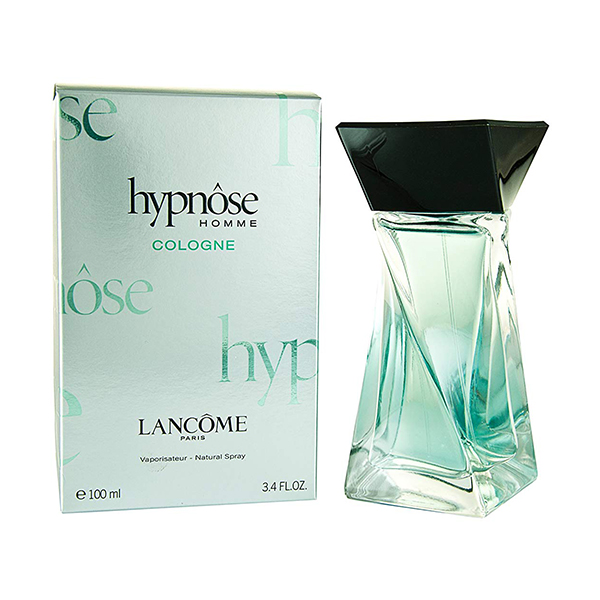 se
h
hypnôse
HOMME
COLOGNE
nôse
hyp
LANCÔME
PARIS
Vaporisateur - Natural Spray
e 100 ml 3.4 FL.OZ.